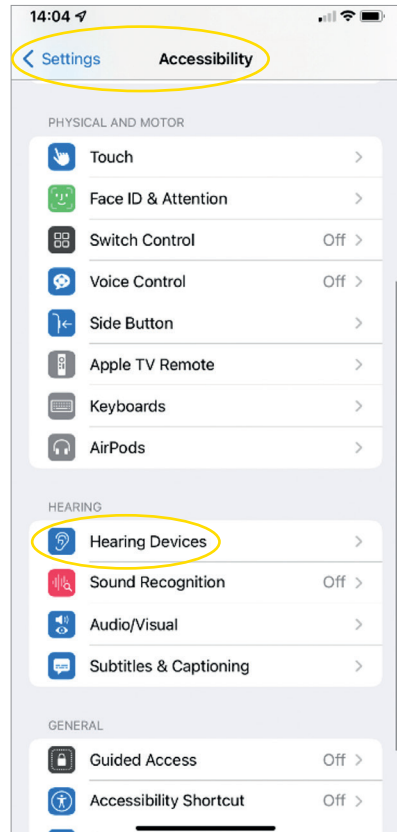 14:04
Settings Accessibility
PHYSICAL AND MOTOR
Touch
Face ID & Attention
Switch Control Off
Voice Control Off
Side Button
Apple TV Remote
Keyboards
AirPods
HEARING
Hearing Devices
Sound Recognition Off
Audio/Visual
Subtitles & Captioning
GENERAL
Guided Access Off
Accessibility Shortcut Off